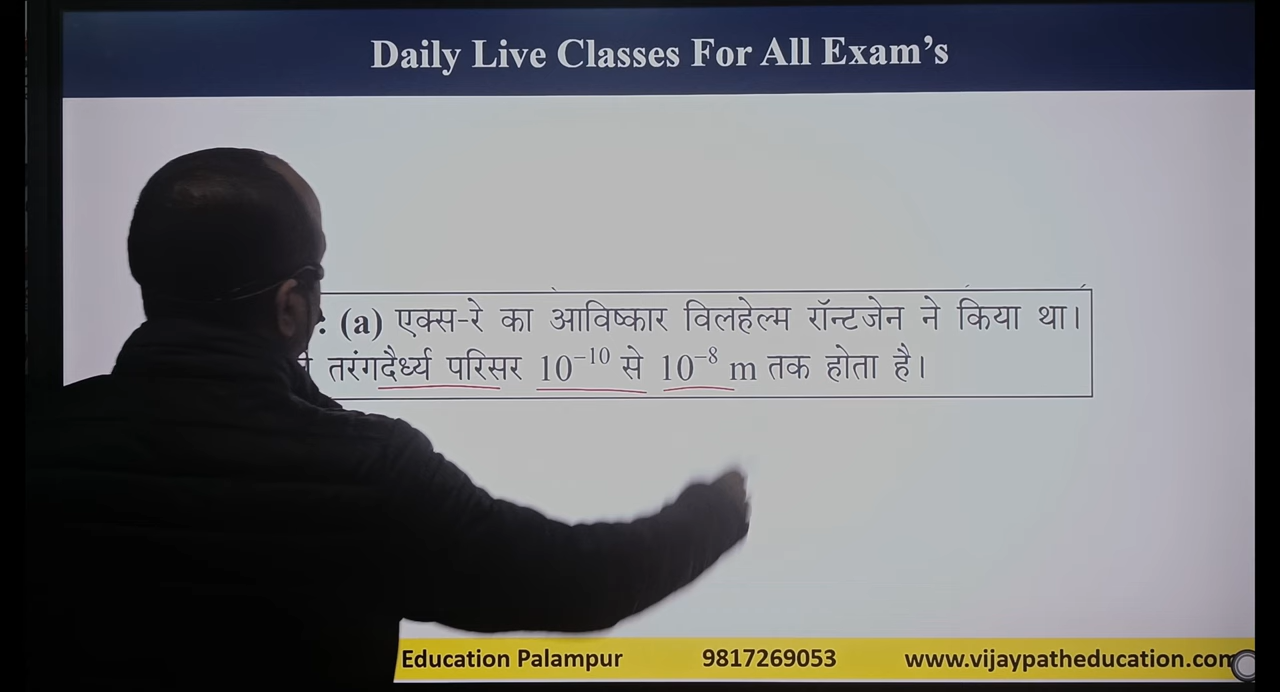 Daily Live Classes For All Exam's
: (a) एक्स-रे का आविष्कार विलहेल्म रॉन्टजेन ने किया था।
तरंगदैर्ध्य परिसर 10⁻¹⁰ से 10⁻⁸ m तक होता है।
Education Palampur 9817269053 www.vijaypatheducation.com